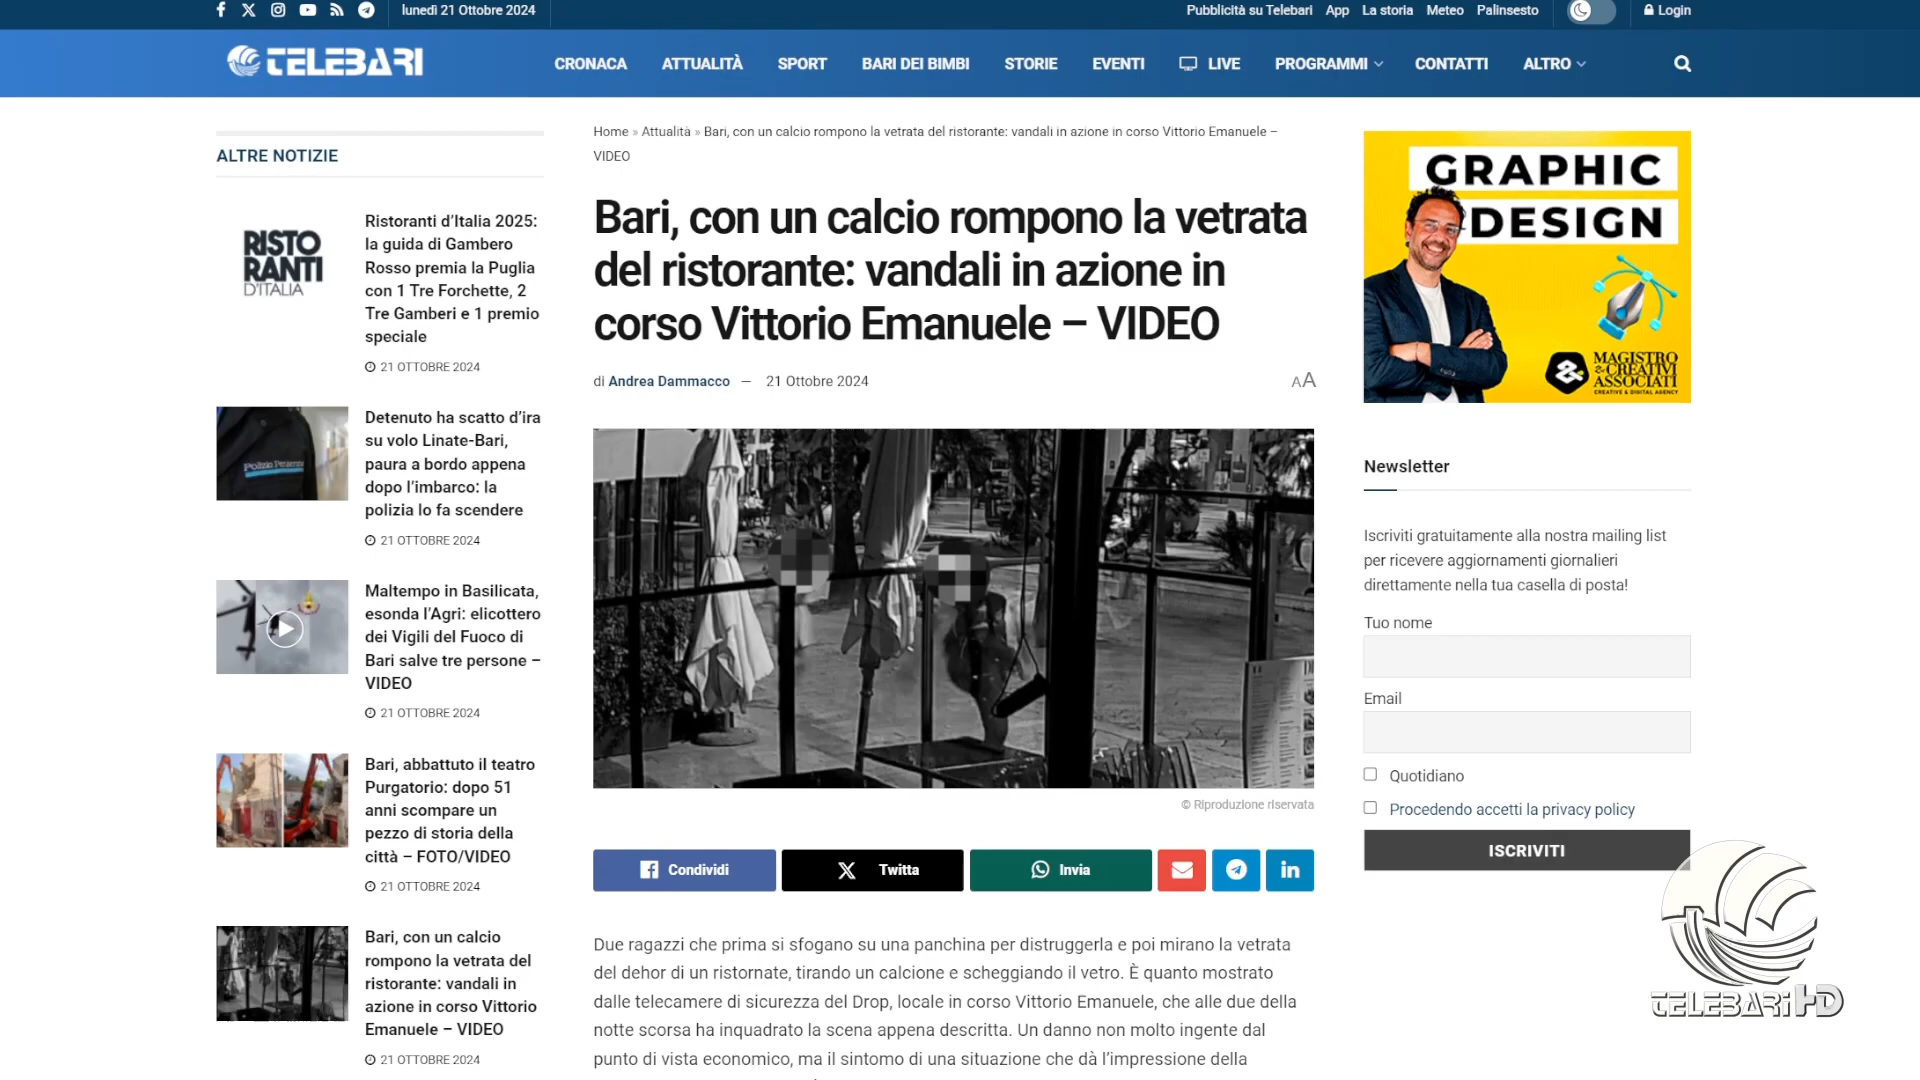 lunedì 21 Ottobre 2024
Pubblicità su Telebari App La storia Meteo Palinsesto Login
TELEBARI
CRONACA ATTUALITÀ SPORT BARI DEI BIMBI STORIE EVENTI LIVE PROGRAMMI CONTATTI ALTRO
ALTRE NOTIZIE
RISTO
RANTI
D'ITALIA
Ristoranti d’Italia 2025:
la guida di Gambero
Rosso premia la Puglia
con 1 Tre Forchette, 2
Tre Gamberi e 1 premio
speciale
21 OTTOBRE 2024
Detenuto ha scatto d’ira
su volo Linate-Bari,
paura a bordo appena
dopo l’imbarco: la
polizia lo fa scendere
21 OTTOBRE 2024
Maltempo in Basilicata,
esonda l’Agri: elicottero
dei Vigili del Fuoco di
Bari salve tre persone –
VIDEO
21 OTTOBRE 2024
Bari, abbattuto il teatro
Purgatorio: dopo 51
anni scompare un
pezzo di storia della
città – FOTO/VIDEO
21 OTTOBRE 2024
Bari, con un calcio
rompono la vetrata del
ristorante: vandali in
azione in corso Vittorio
Emanuele – VIDEO
21 OTTOBRE 2024
Home » Attualità » Bari, con un calcio rompono la vetrata del ristorante: vandali in azione in corso Vittorio Emanuele –
VIDEO
Bari, con un calcio rompono la vetrata
del ristorante: vandali in azione in
corso Vittorio Emanuele – VIDEO
di Andrea Dammacco — 21 Ottobre 2024
AA
© Riproduzione riservata
Condividi
Twitta
Invia
Due ragazzi che prima si sfogano su una panchina per distruggerla e poi mirano la vetrata
del dehor di un ristornate, tirando un calcione e scheggiando il vetro. È quanto mostrato
dalle telecamere di sicurezza del Drop, locale in corso Vittorio Emanuele, che alle due della
notte scorsa ha inquadrato la scena appena descritta. Un danno non molto ingente dal
punto di vista economico, ma il sintomo di una situazione che dà l’impressione della
GRAPHIC
DESIGN
MAGISTRO
&CREATIVI
ASSOCIATI
CREATIVE & DIGITAL AGENCY
Newsletter
Iscriviti gratuitamente alla nostra mailing list
per ricevere aggiornamenti giornalieri
direttamente nella tua casella di posta!
Tuo nome
Email
Quotidiano
Procedendo accetti la privacy policy
ISCRIVITI
TELEBARI HD